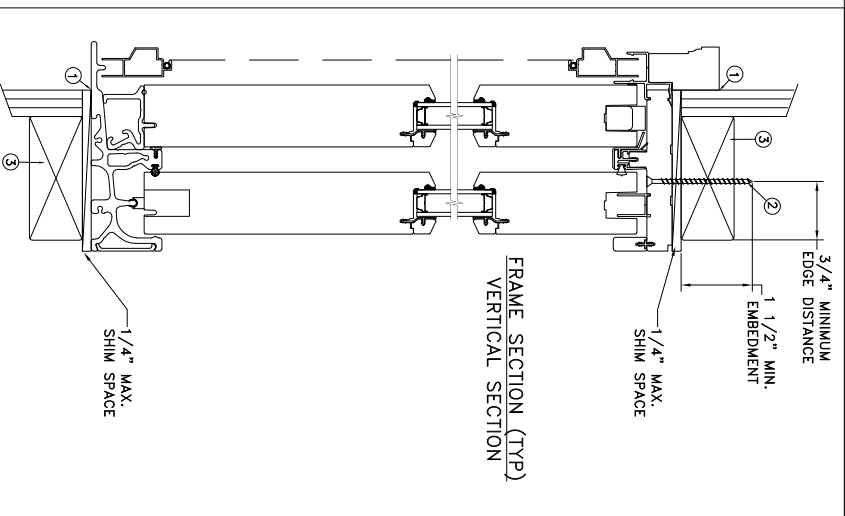 3/4" MINIMUM
EDGE DISTANCE
1 1/2" MIN.
EMBEDMENT
1/4" MAX.
SHIM SPACE
FRAME SECTION (TYP)
VERTICAL SECTION
1/4" MAX.
SHIM SPACE
1
3
2
1
3